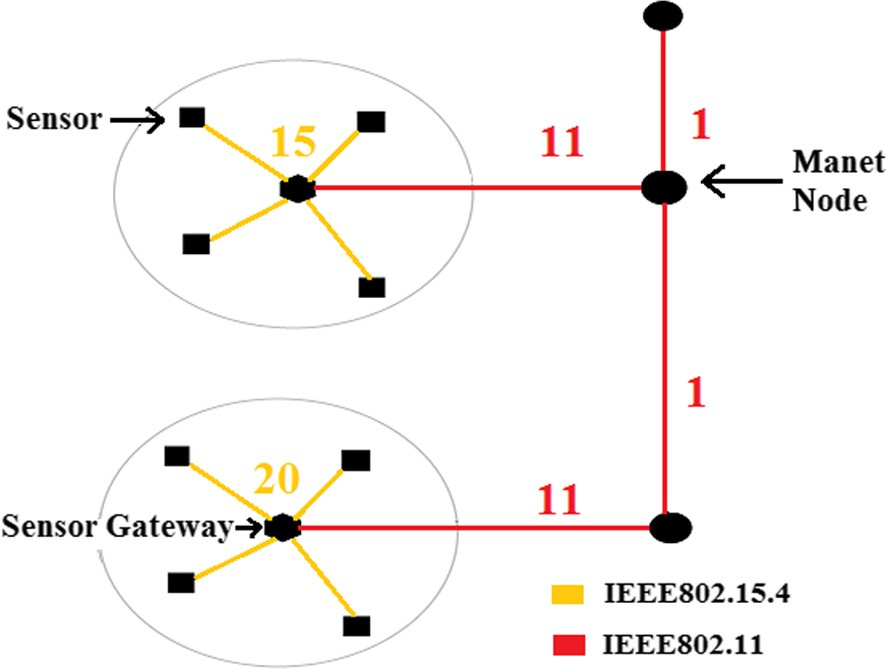 Sensor
15
11
1
Manet
Node
1
20
Sensor Gateway
11
IEEE802.15.4
IEEE802.11